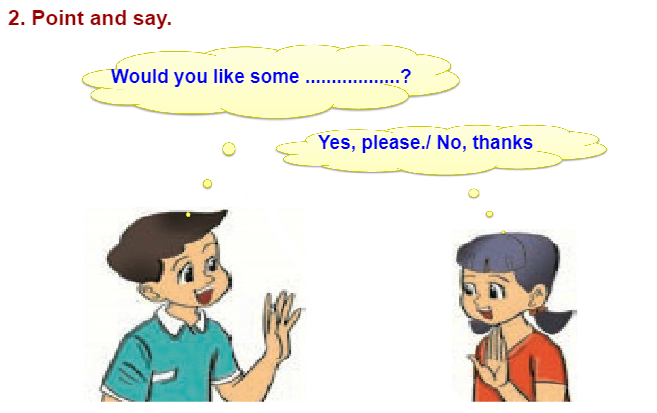 2. Point and say.
Would you like some ..................?
Yes, please./ No, thanks